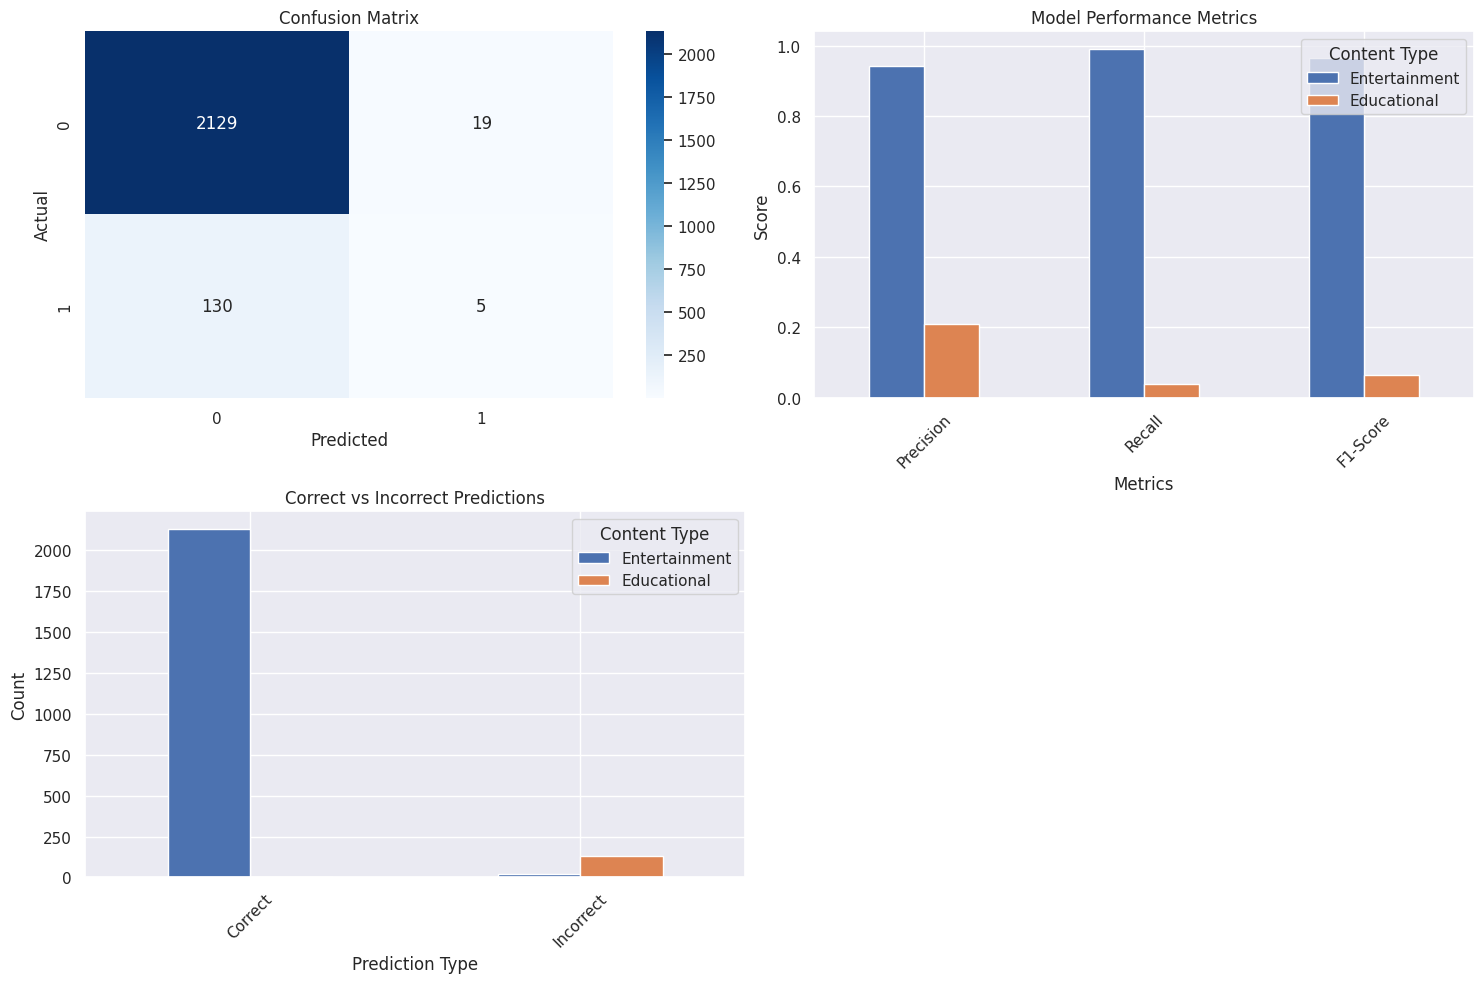 Confusion Matrix
2129
19
130
5
0
1
Actual
0
1
Predicted
2000
1750
1500
1250
1000
750
500
250
Model Performance Metrics
Content Type
Entertainment
Educational
1.0
0.8
0.6
0.4
0.2
0.0
Score
Precision
Recall
F1-Score
Metrics
Correct vs Incorrect Predictions
Content Type
Entertainment
Educational
2000
1750
1500
1250
1000
750
500
250
0
Count
Correct
Incorrect
Prediction Type